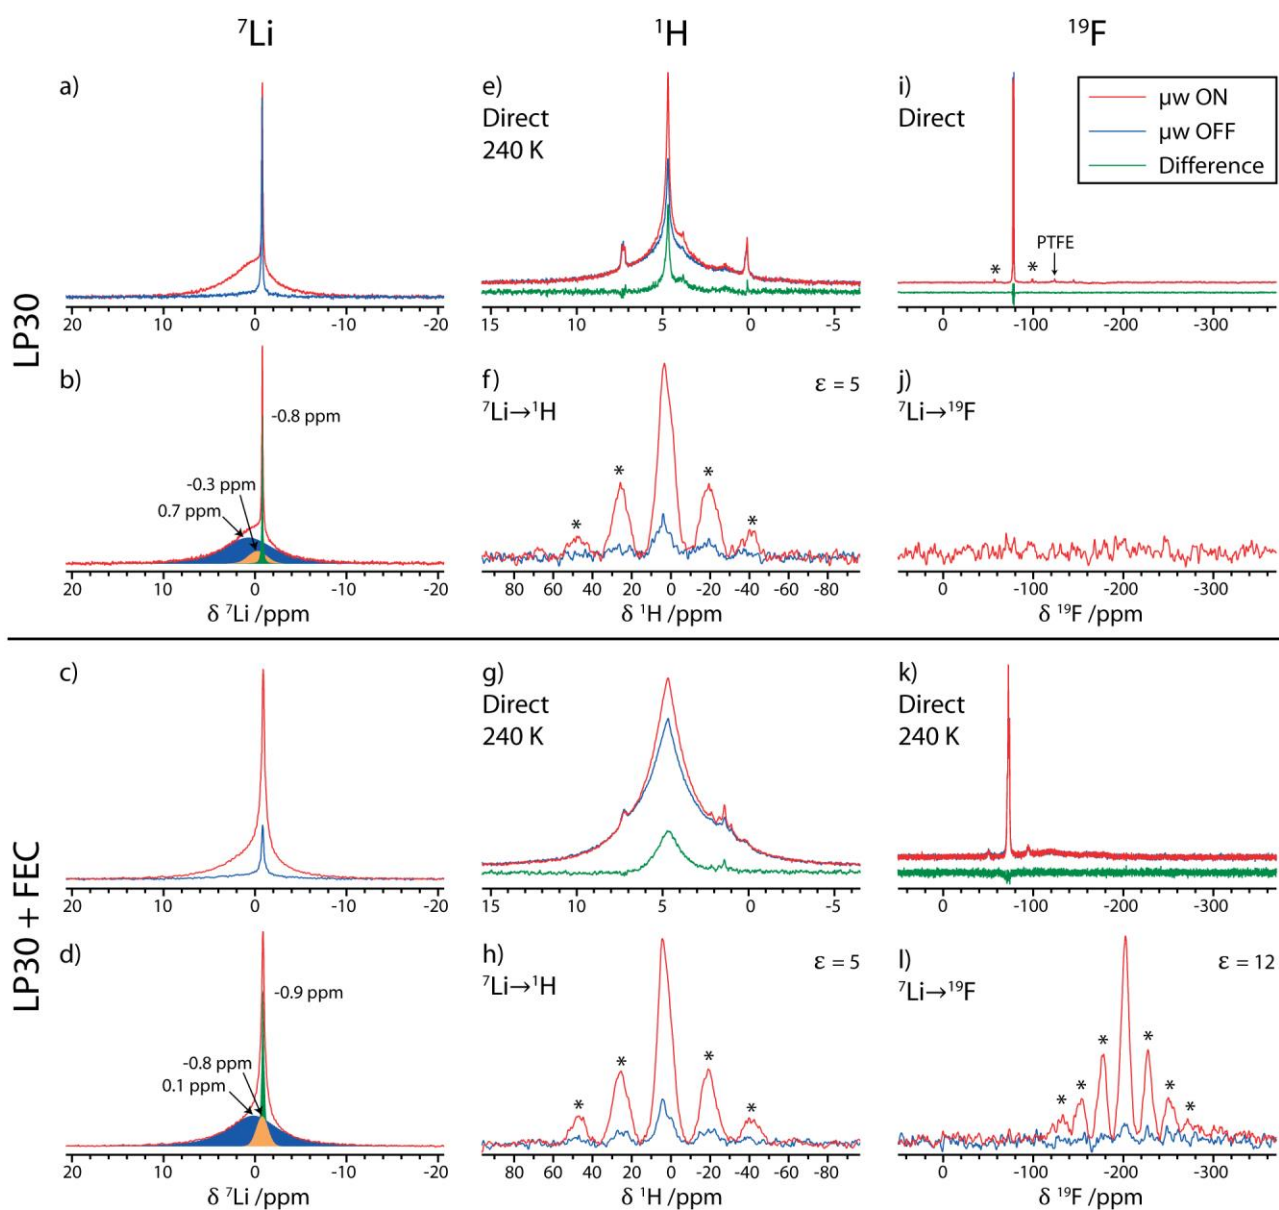 ⁷Li
¹H
¹⁹F
LP30
a)
20 10 0 -10 -20
e)
Direct
240 K
15 10 5 0 -5
i)
Direct
μw ON
μw OFF
Difference
PTFE
* *
0 -100 -200 -300
b)
-0.8 ppm
-0.3 ppm
0.7 ppm
20 10 0 -10 -20
δ ⁷Li /ppm
f)
ε = 5
⁷Li→¹H
* * * *
80 60 40 20 0 -20 -40 -60 -80
δ ¹H /ppm
j)
⁷Li→¹⁹F
0 -100 -200 -300
δ ¹⁹F /ppm
LP30 + FEC
c)
20 10 0 -10 -20
g)
Direct
240 K
15 10 5 0 -5
k)
Direct
240 K
0 -100 -200 -300
d)
-0.9 ppm
-0.8 ppm
0.1 ppm
20 10 0 -10 -20
δ ⁷Li /ppm
h)
ε = 5
⁷Li→¹H
* * * *
80 60 40 20 0 -20 -40 -60 -80
δ ¹H /ppm
l)
ε = 12
⁷Li→¹⁹F
* * * * * *
0 -100 -200 -300
δ ¹⁹F /ppm